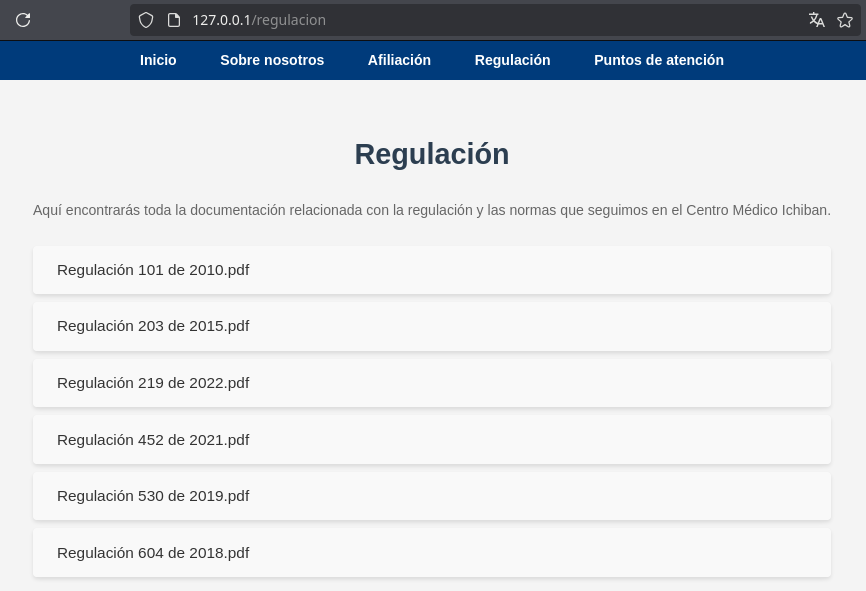 127.0.0.1/regulacion
Inicio Sobre nosotros Afiliación Regulación Puntos de atención
Regulación
Aquí encontrarás toda la documentación relacionada con la regulación y las normas que seguimos en el Centro Médico Ichiban.
Regulación 101 de 2010.pdf
Regulación 203 de 2015.pdf
Regulación 219 de 2022.pdf
Regulación 452 de 2021.pdf
Regulación 530 de 2019.pdf
Regulación 604 de 2018.pdf